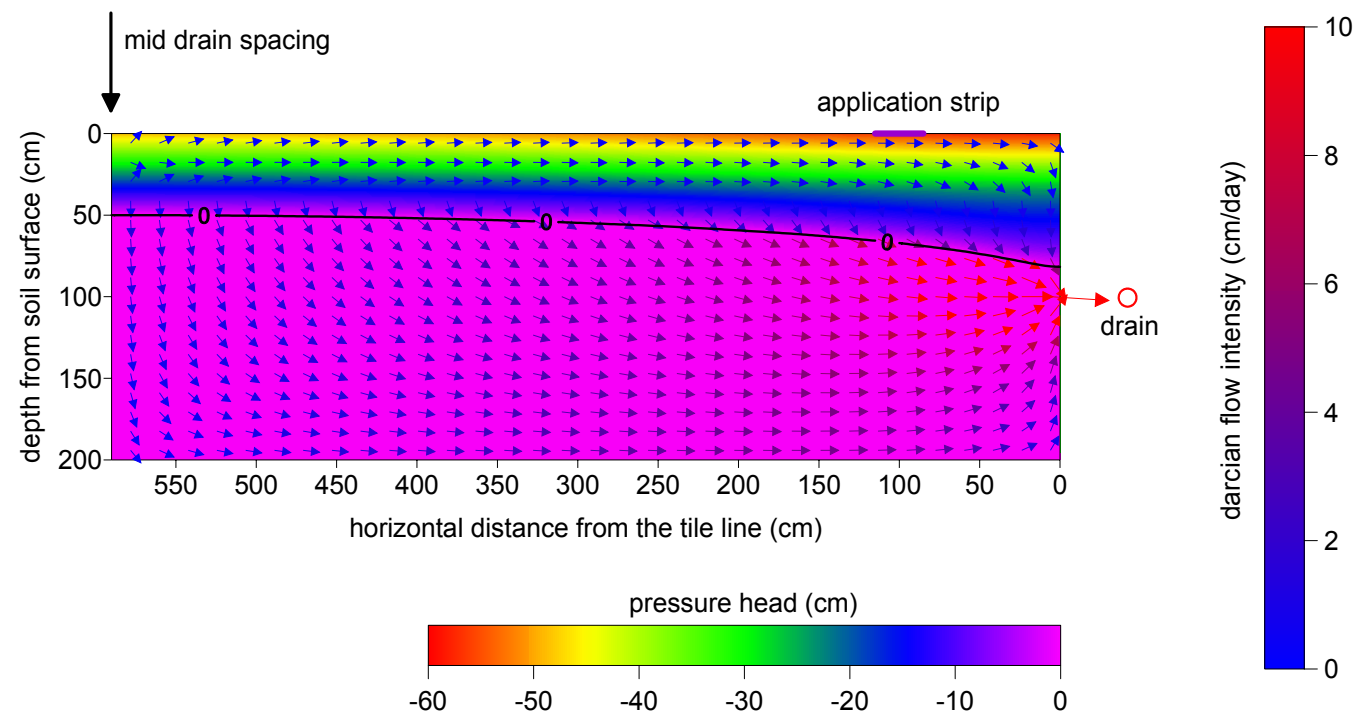 mid drain spacing
application strip
depth from soil surface (cm)
0
50
100
150
200
0
0
0
drain
550 500 450 400 350 300 250 200 150 100 50 0
horizontal distance from the tile line (cm)
pressure head (cm)
-60 -50 -40 -30 -20 -10 0
darcian flow intensity (cm/day)
10
8
6
4
2
0